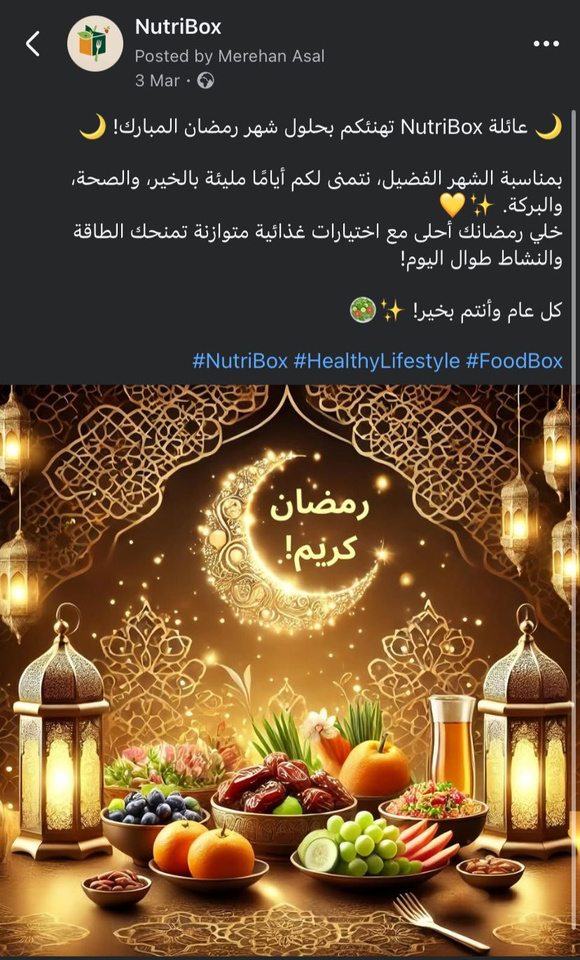 NutriBox
Posted by Merehan Asal
3 Mar ·
🌙 عائلة NutriBox تهنئكم بحلول شهر رمضان المبارك! 🌙
بمناسبة الشهر الفضيل، نتمنى لكم أيامًا مليئة بالخير، والصحة،
والبركة. ✨💛
خلي رمضانك أحلى مع اختيارات غذائية متوازنة تمنحك الطاقة
والنشاط طوال اليوم!
كل عام وأنتم بخير! ✨🥗
#NutriBox #HealthyLifestyle #FoodBox
رمضان
كريم!